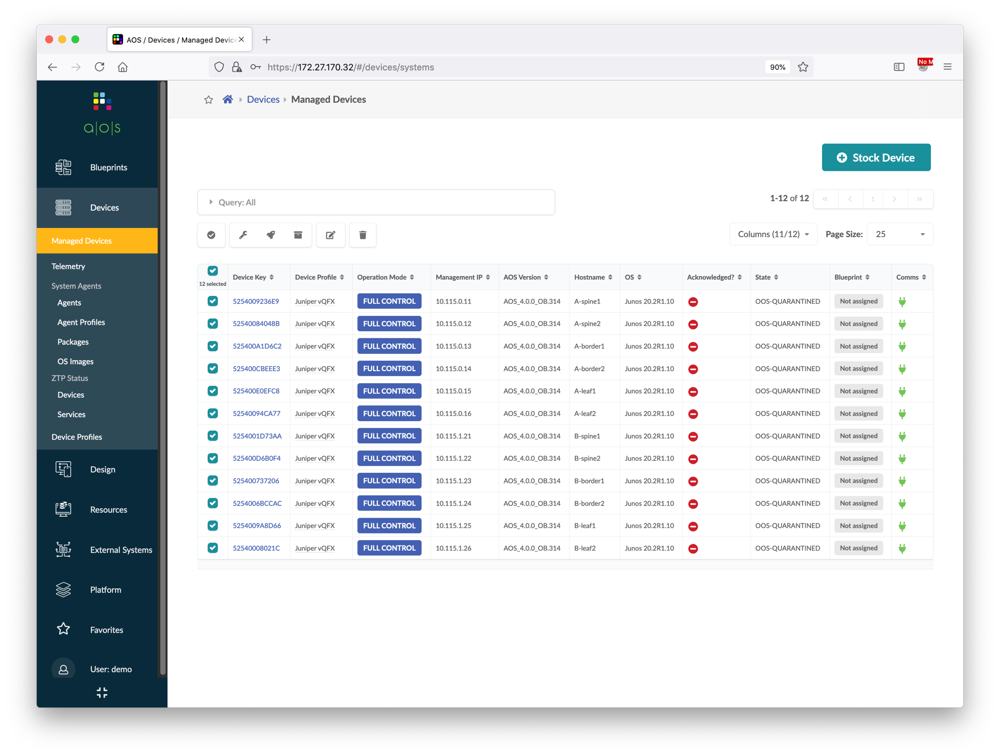 AOS / Devices / Managed Device
https://172.27.170.32/#/devices/systems
90%
No M
a|o|s
Blueprints
Devices
Managed Devices
Telemetry
System Agents
Agents
Agent Profiles
Packages
OS Images
ZTP Status
Devices
Services
Device Profiles
Design
Resources
External Systems
Platform
Favorites
User: demo
Devices Managed Devices
Stock Device
Query: All
1-12 of 12
1
Columns (11/12) Page Size: 25
12 selected Device Key Device Profile Operation Mode Management IP AOS Version Hostname OS Acknowledged? State Blueprint Comms
5254009236E9 Juniper vQFX FULL CONTROL 10.115.0.11 AOS_4.0.0_OB.314 A-spine1 Junos 20.2R1.10 OOS-QUARANTINED Not assigned
52540084048B Juniper vQFX FULL CONTROL 10.115.0.12 AOS_4.0.0_OB.314 A-spine2 Junos 20.2R1.10 OOS-QUARANTINED Not assigned
525400A1D6C2 Juniper vQFX FULL CONTROL 10.115.0.13 AOS_4.0.0_OB.314 A-border1 Junos 20.2R1.10 OOS-QUARANTINED Not assigned
525400CBEEE3 Juniper vQFX FULL CONTROL 10.115.0.14 AOS_4.0.0_OB.314 A-border2 Junos 20.2R1.10 OOS-QUARANTINED Not assigned
525400E0EFC8 Juniper vQFX FULL CONTROL 10.115.0.15 AOS_4.0.0_OB.314 A-leaf1 Junos 20.2R1.10 OOS-QUARANTINED Not assigned
52540094CA77 Juniper vQFX FULL CONTROL 10.115.0.16 AOS_4.0.0_OB.314 A-leaf2 Junos 20.2R1.10 OOS-QUARANTINED Not assigned
5254001D73AA Juniper vQFX FULL CONTROL 10.115.1.21 AOS_4.0.0_OB.314 B-spine1 Junos 20.2R1.10 OOS-QUARANTINED Not assigned
525400D6B0F4 Juniper vQFX FULL CONTROL 10.115.1.22 AOS_4.0.0_OB.314 B-spine2 Junos 20.2R1.10 OOS-QUARANTINED Not assigned
525400737206 Juniper vQFX FULL CONTROL 10.115.1.23 AOS_4.0.0_OB.314 B-border1 Junos 20.2R1.10 OOS-QUARANTINED Not assigned
5254006BCCAC Juniper vQFX FULL CONTROL 10.115.1.24 AOS_4.0.0_OB.314 B-border2 Junos 20.2R1.10 OOS-QUARANTINED Not assigned
5254009A8D66 Juniper vQFX FULL CONTROL 10.115.1.25 AOS_4.0.0_OB.314 B-leaf1 Junos 20.2R1.10 OOS-QUARANTINED Not assigned
52540008021C Juniper vQFX FULL CONTROL 10.115.1.26 AOS_4.0.0_OB.314 B-leaf2 Junos 20.2R1.10 OOS-QUARANTINED Not assigned